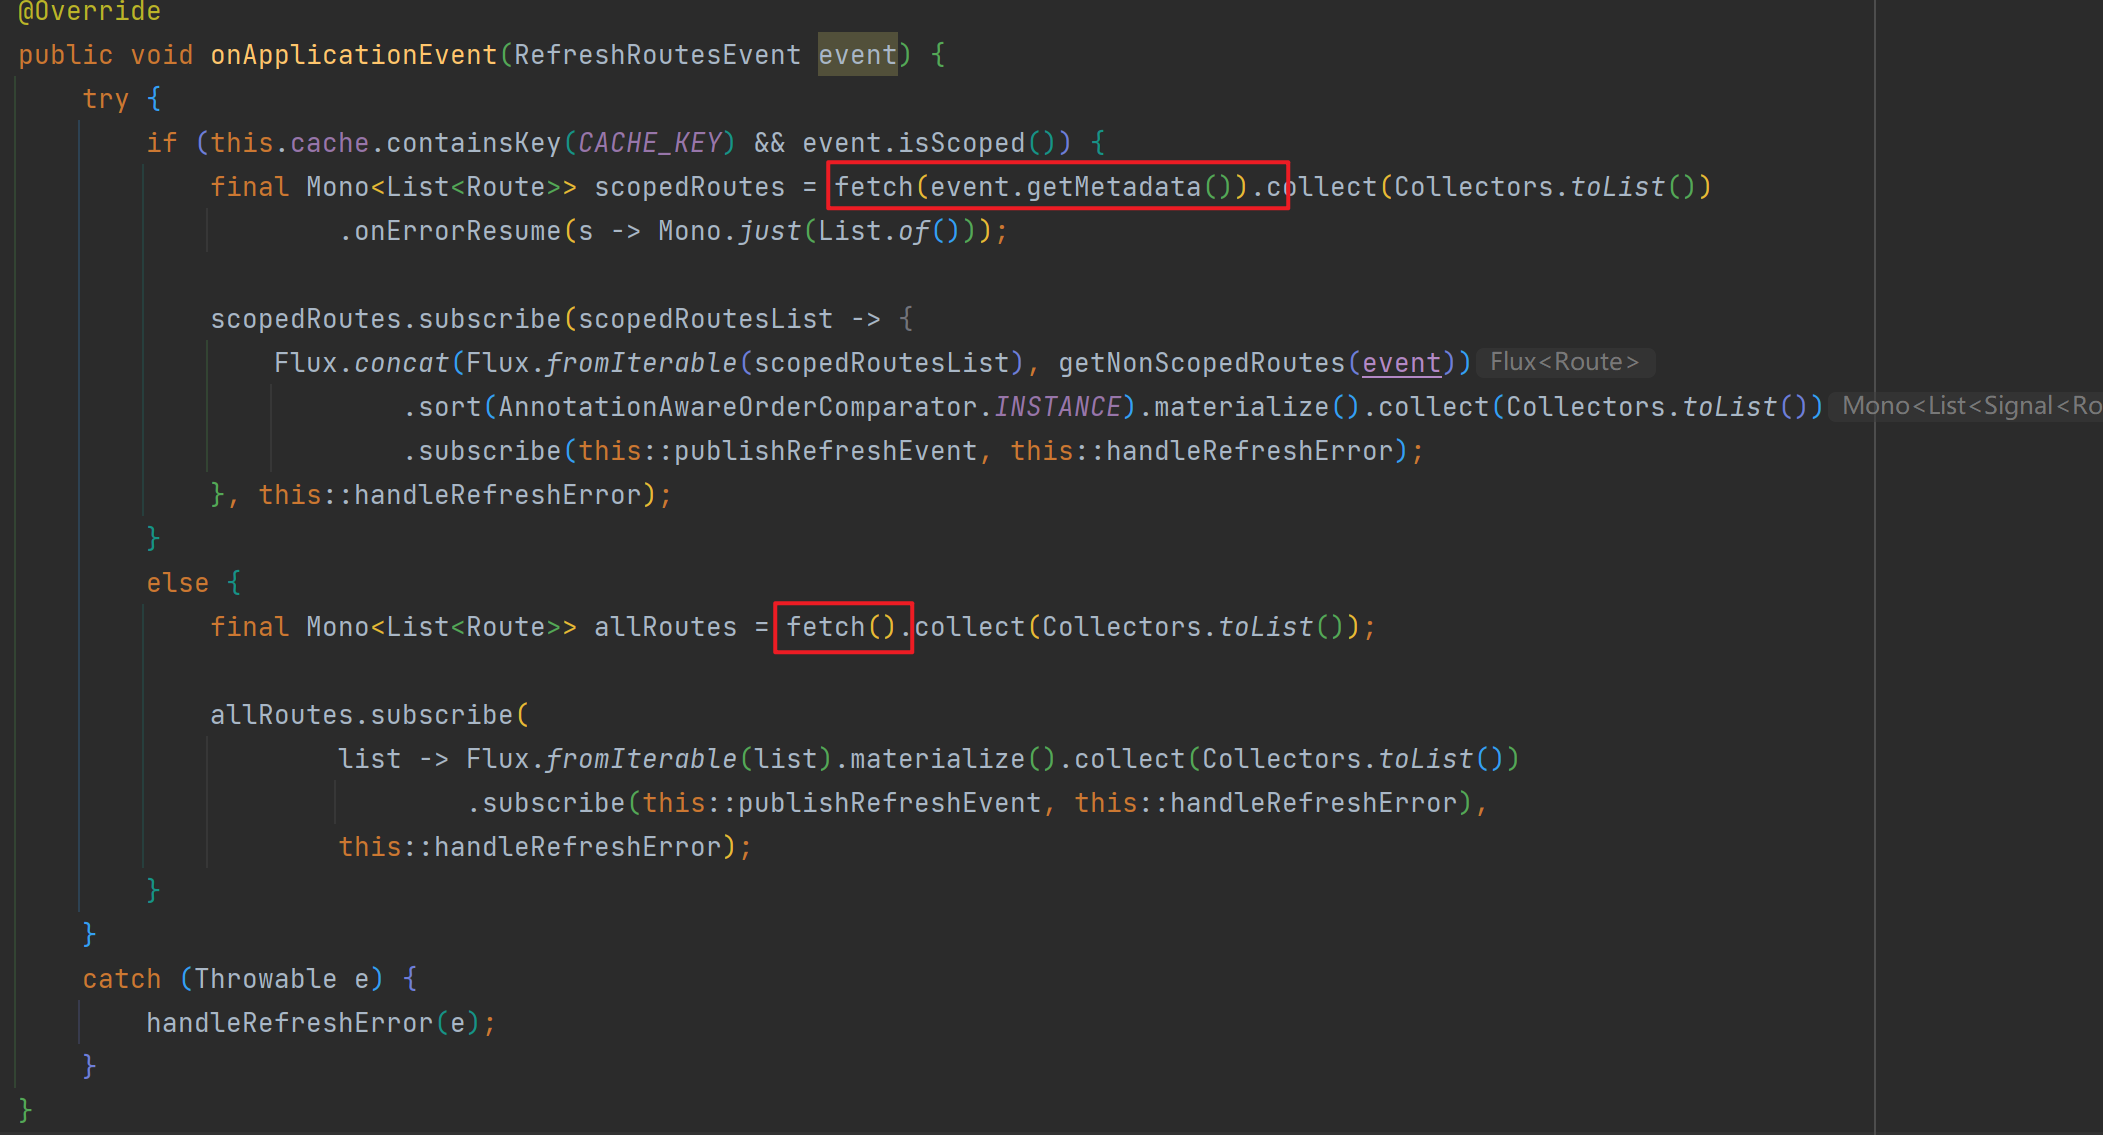 @Override
public void onApplicationEvent(RefreshRoutesEvent event) {
try {
if (this.cache.containsKey(CACHE_KEY) && event.isScoped()) {
final Mono<List<Route>> scopedRoutes = fetch(event.getMetadata()).collect(Collectors.toList())
.onErrorResume(s -> Mono.just(List.of()));
scopedRoutes.subscribe(scopedRoutesList -> {
Flux.concat(Flux.fromIterable(scopedRoutesList), getNonScopedRoutes(event)) Flux<Route>
.sort(AnnotationAwareOrderComparator.INSTANCE).materialize().collect(Collectors.toList()) Mono<List<Signal<Ro
.subscribe(this::publishRefreshEvent, this::handleRefreshError);
}, this::handleRefreshError);
}
else {
final Mono<List<Route>> allRoutes = fetch().collect(Collectors.toList());
allRoutes.subscribe(
list -> Flux.fromIterable(list).materialize().collect(Collectors.toList())
.subscribe(this::publishRefreshEvent, this::handleRefreshError),
this::handleRefreshError);
}
}
catch (Throwable e) {
handleRefreshError(e);
}
}